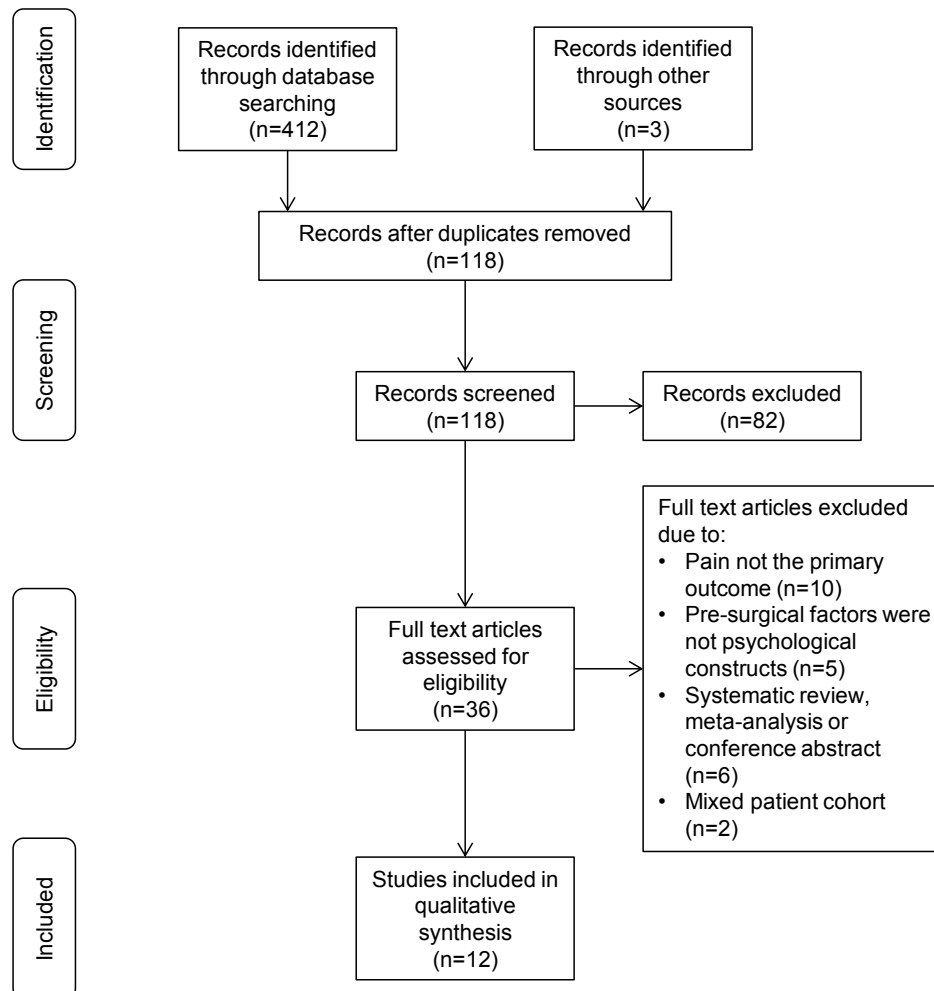 Identification
Records identified
through database
searching
(n=412)
Records identified
through other
sources
(n=3)
Records after duplicates removed
(n=118)
Screening
Records screened
(n=118)
Records excluded
(n=82)
Eligibility
Full text articles
assessed for
eligibility
(n=36)
Full text articles excluded
due to:
• Pain not the primary
outcome (n=10)
• Pre-surgical factors were
not psychological
constructs (n=5)
• Systematic review,
meta-analysis or
conference abstract
(n=6)
• Mixed patient cohort
(n=2)
Included
Studies included in
qualitative
synthesis
(n=12)